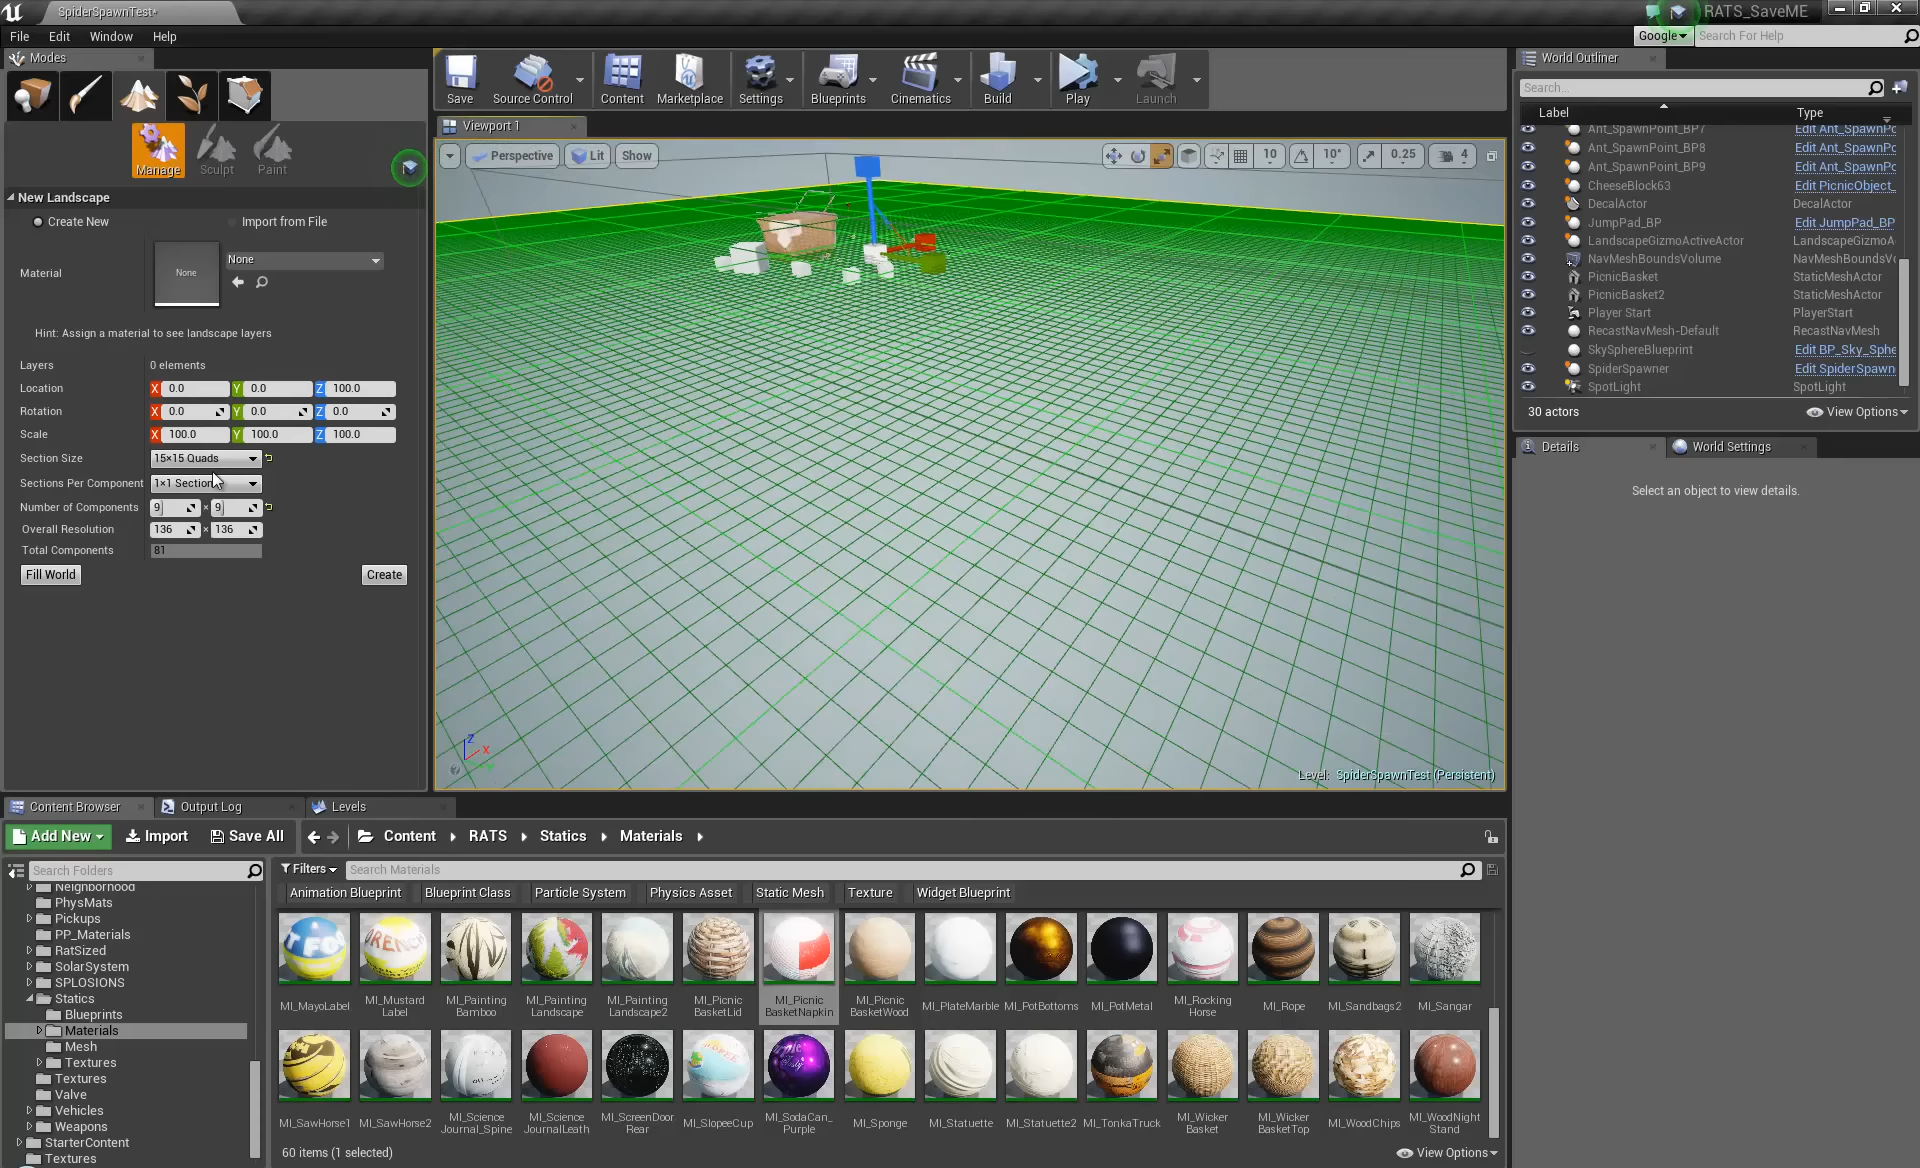 SpiderSpawnTest*
RATS_SaveME
File Edit Window Help
Google
Search For Help
Modes
Manage
Sculpt
Paint
New Landscape
Create New
Import from File
Material
None
None
Hint: Assign a material to see landscape layers
Layers 0 elements
Location X 0.0 Y 0.0 Z 100.0
Rotation X 0.0 Y 0.0 Z 0.0
Scale X 100.0 Y 100.0 Z 100.0
Section Size 15×15 Quads
Sections Per Component 1×1 Section
Number of Components 9 × 9
Overall Resolution 136 × 136
Total Components 81
Fill World
Create
Save
Source Control
Content
Marketplace
Settings
Blueprints
Cinematics
Build
Play
Launch
Viewport 1
Perspective
Lit
Show
10
10°
0.25
4
Z
X
Level: SpiderSpawnTest (Persistent)
World Outliner
Search...
Label Type
Ant_SpawnPoint_BP7 Edit Ant_SpawnPc
Ant_SpawnPoint_BP8 Edit Ant_SpawnPc
Ant_SpawnPoint_BP9 Edit Ant_SpawnPc
CheeseBlock63 Edit PicnicObject_
DecalActor DecalActor
JumpPad_BP Edit JumpPad_BP
LandscapeGizmoActiveActor LandscapeGizmoA
NavMeshBoundsVolume NavMeshBoundsVo
PicnicBasket StaticMeshActor
PicnicBasket2 StaticMeshActor
Player Start PlayerStart
RecastNavMesh-Default RecastNavMesh
SkySphereBlueprint Edit BP_Sky_Sphe
SpiderSpawner Edit SpiderSpawn
SpotLight SpotLight
30 actors
View Options
Details
World Settings
Select an object to view details.
Content Browser
Output Log
Levels
Add New
Import
Save All
Content RATS Statics Materials
Search Folders
Neighborhood
PhysMats
Pickups
PP_Materials
RatSized
SolarSystem
SPLOSIONS
Statics
Blueprints
Materials
Mesh
Textures
Textures
Valve
Vehicles
Weapons
StarterContent
Textures
Filters
Search Materials
Animation Blueprint Blueprint Class Particle System Physics Asset Static Mesh Texture Widget Blueprint
MI_MayoLabel
MI_Mustard
Label
MI_Painting
Bamboo
MI_Painting
Landscape
MI_Painting
Landscape2
MI_Picnic
BasketLid
MI_Picnic
BasketNapkin
MI_Picnic
BasketWood
MI_PlateMarble
MI_PotBottoms
MI_PotMetal
MI_Rocking
Horse
MI_Rope
MI_Sandbags2
MI_Sangar
MI_SawHorse1
MI_SawHorse2
MI_Science
Journal_Spine
MI_Science
JournalLeath
MI_ScreenDoor
Rear
MI_SlopeeCup
MI_SodaCan_
Purple
MI_Sponge
MI_Statuette
MI_Statuette2
MI_TonkaTruck
MI_Wicker
Basket
MI_Wicker
BasketTop
MI_WoodChips
MI_WoodNight
Stand
60 items (1 selected)
View Options